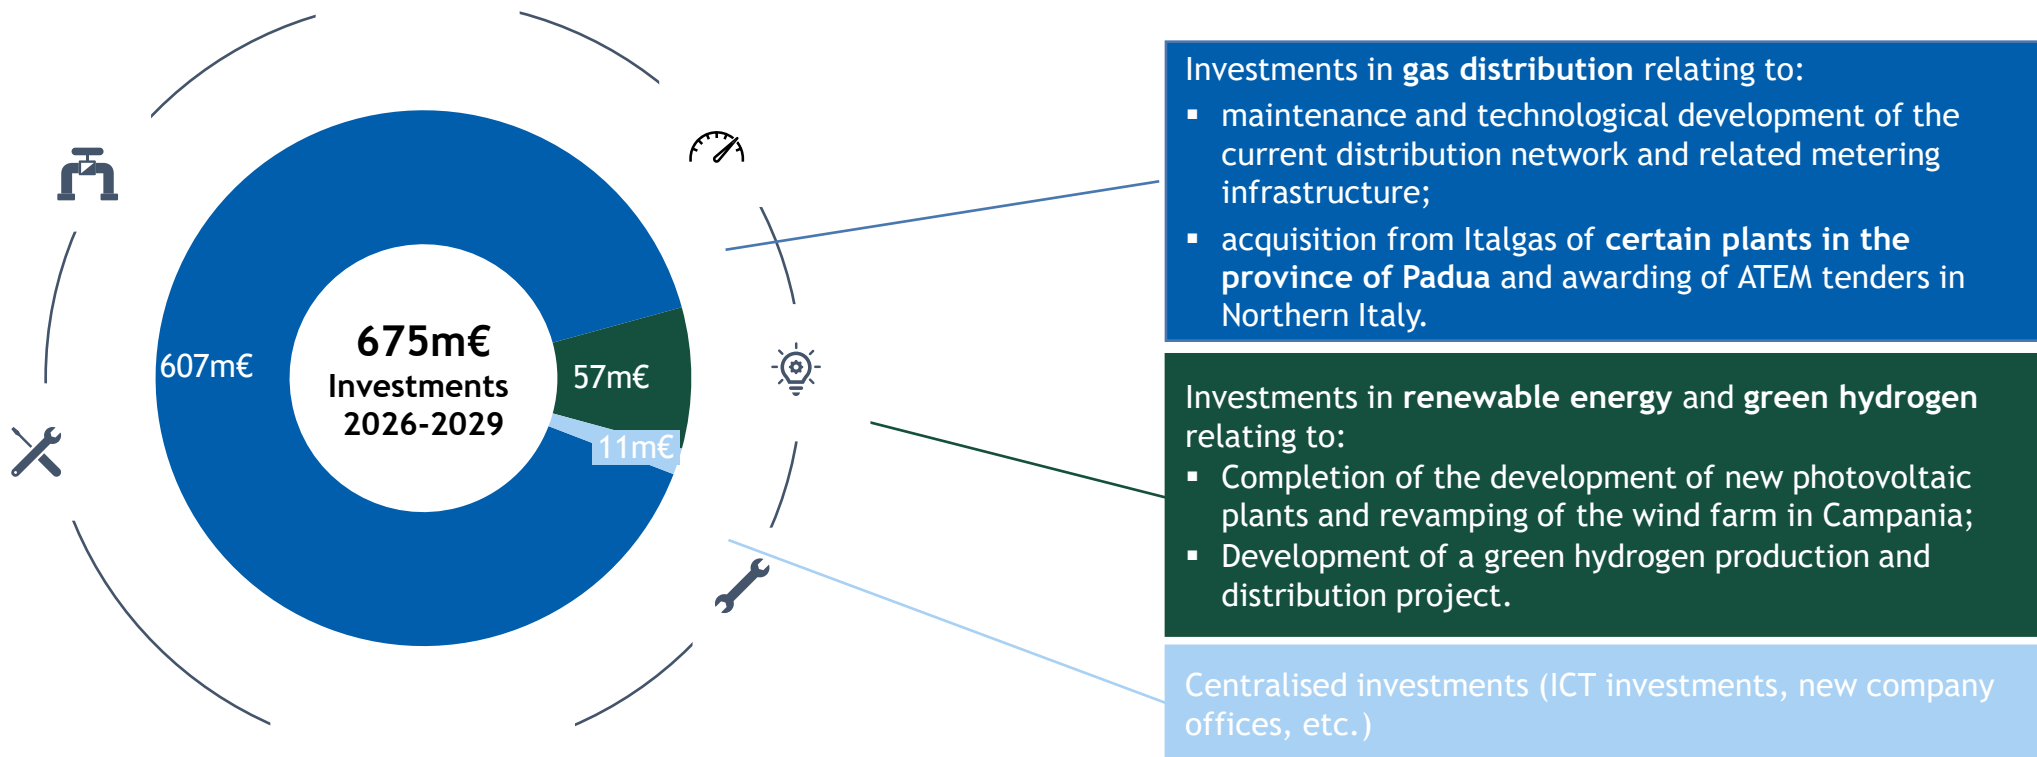 607m€
675m€
Investments
2026-2029
57m€
11m€
Investments in gas distribution relating to:
▪ maintenance and technological development of the
current distribution network and related metering
infrastructure;
▪ acquisition from Italgas of certain plants in the
province of Padua and awarding of ATEM tenders in
Northern Italy.
Investments in renewable energy and green hydrogen
relating to:
▪ Completion of the development of new photovoltaic
plants and revamping of the wind farm in Campania;
▪ Development of a green hydrogen production and
distribution project.
Centralised investments (ICT investments, new company
offices, etc.)